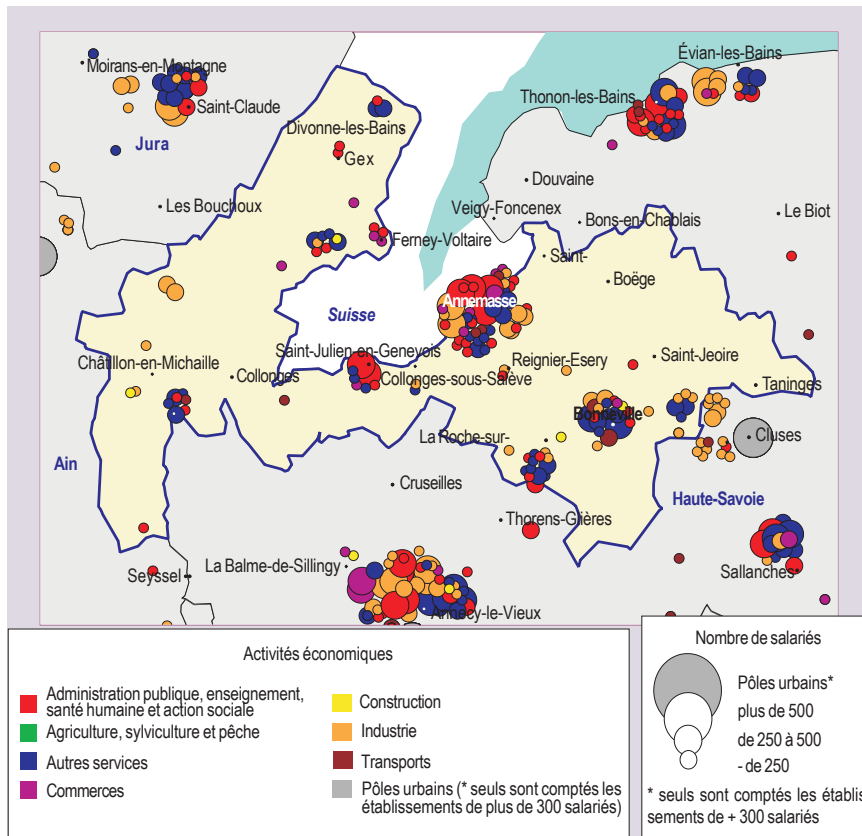 Moirans-en-Montagne
Évian-les-Bains
Saint-Claude
Thonon-les-Bains
Divonne-les-Bains
Jura
Gex
Douvaine
Les Bouchoux
Veigy-Foncenex
Bons-en-Chablais
Le Biot
Ferney-Voltaire
Saint-
Boëge
Annemasse
Suisse
Saint-Julien-en-Genevois
Châtillon-en-Michaille
Collonges
Collonges-sous-Salève
Reignier-Esery
Saint-Jeoire
Taninges
Bonneville
La Roche-sur-
Cluses
Ain
Cruseilles
Haute-Savoie
Thorens-Glières
La Balme-de-Sillingy
Seyssel
Sallanches
Annecy-le-Vieux
Activités économiques
Administration publique, enseignement,
santé humaine et action sociale
Agriculture, sylviculture et pêche
Autres services
Commerces
Construction
Industrie
Transports
Pôles urbains (* seuls sont comptés les
établissements de plus de 300 salariés)
Nombre de salariés
Pôles urbains*
plus de 500
de 250 à 500
- de 250
* seuls sont comptés les établis
sements de + 300 salariés